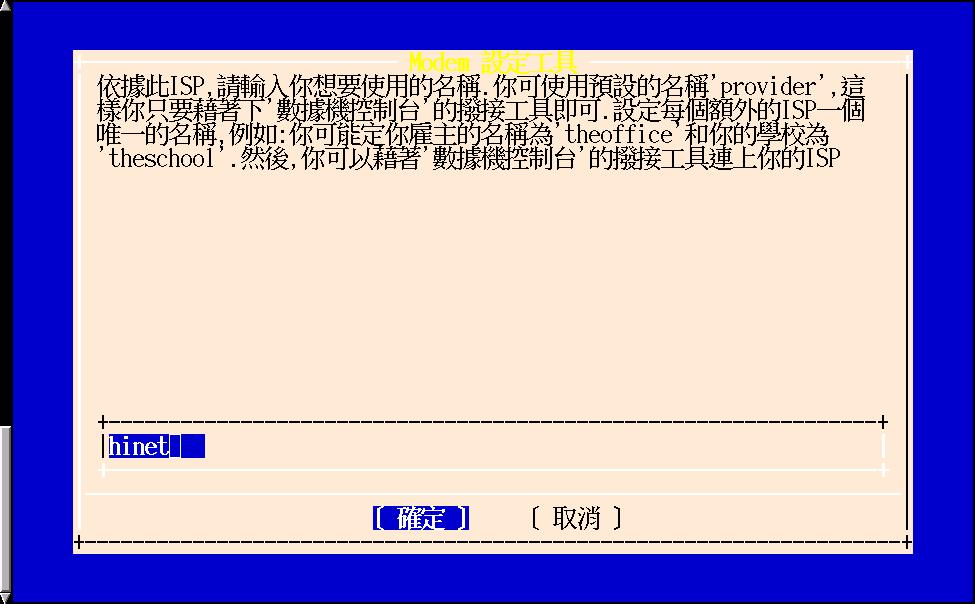 Modem 設定工具
依據此ISP,請輸入你想要使用的名稱.你可使用預設的名稱'provider',這
樣你只要藉著下'數據機控制台'的撥接工具即可.設定每個額外的ISP一個
唯一的名稱,例如:你可能定你雇主的名稱為'theoffice'和你的學校為
'theschool'.然後,你可以藉著'數據機控制台'的撥接工具連上你的ISP
hinet
[ 確定 ] [ 取消 ]